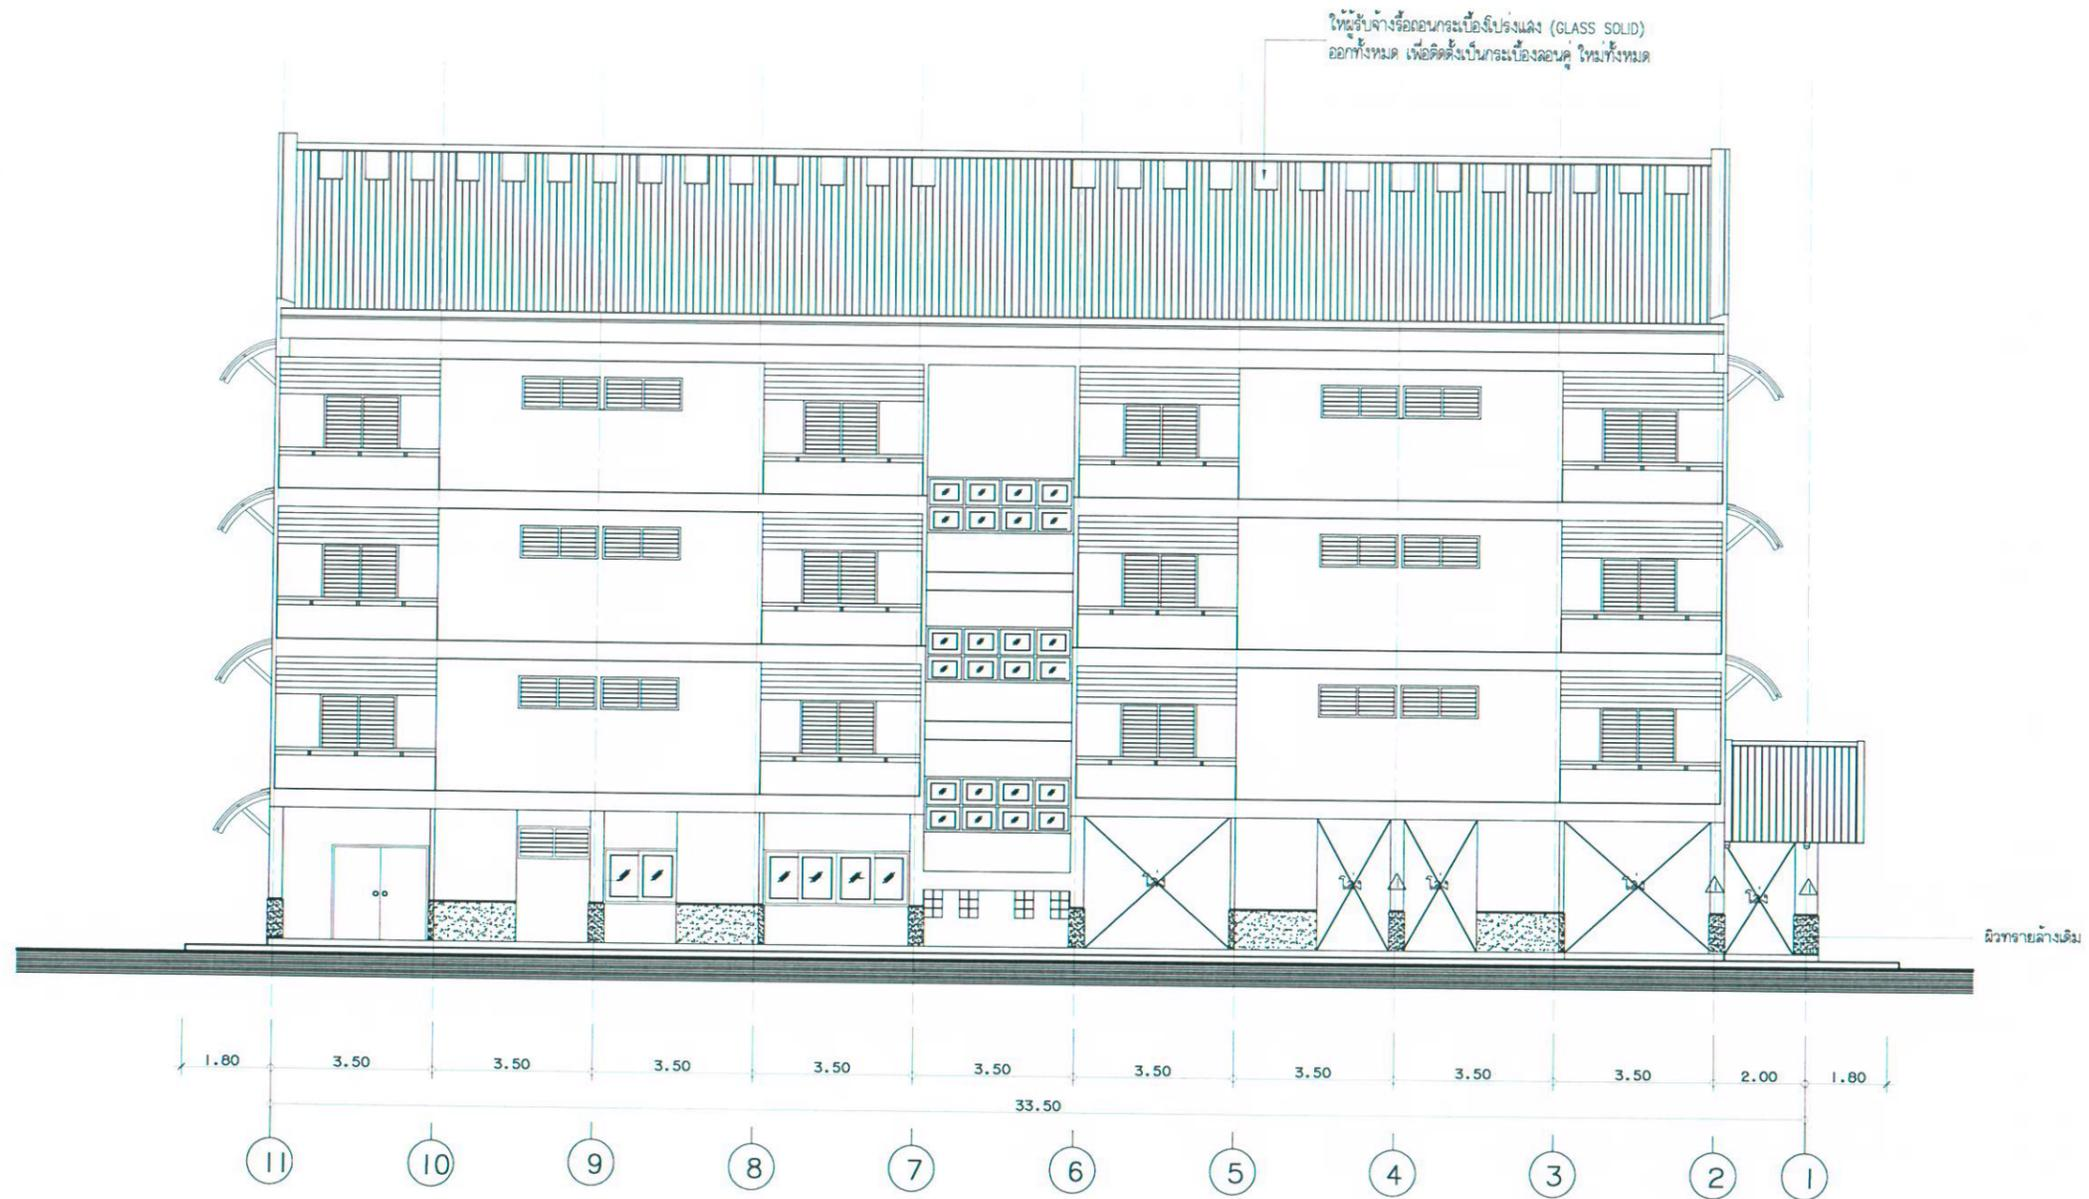 ให้ผู้รับจ้างรื้อถอนกระเบื้องโปร่งแสง (GLASS SOLID)
ออกทั้งหมด เพื่อติดตั้งเป็นกระเบื้องลอนคู่ ใหม่ทั้งหมด
ผิวทรายล้างเดิม
1.80 3.50 3.50 3.50 3.50 3.50 3.50 3.50 3.50 3.50 2.00 1.80
33.50
11 10 9 8 7 6 5 4 3 2 1